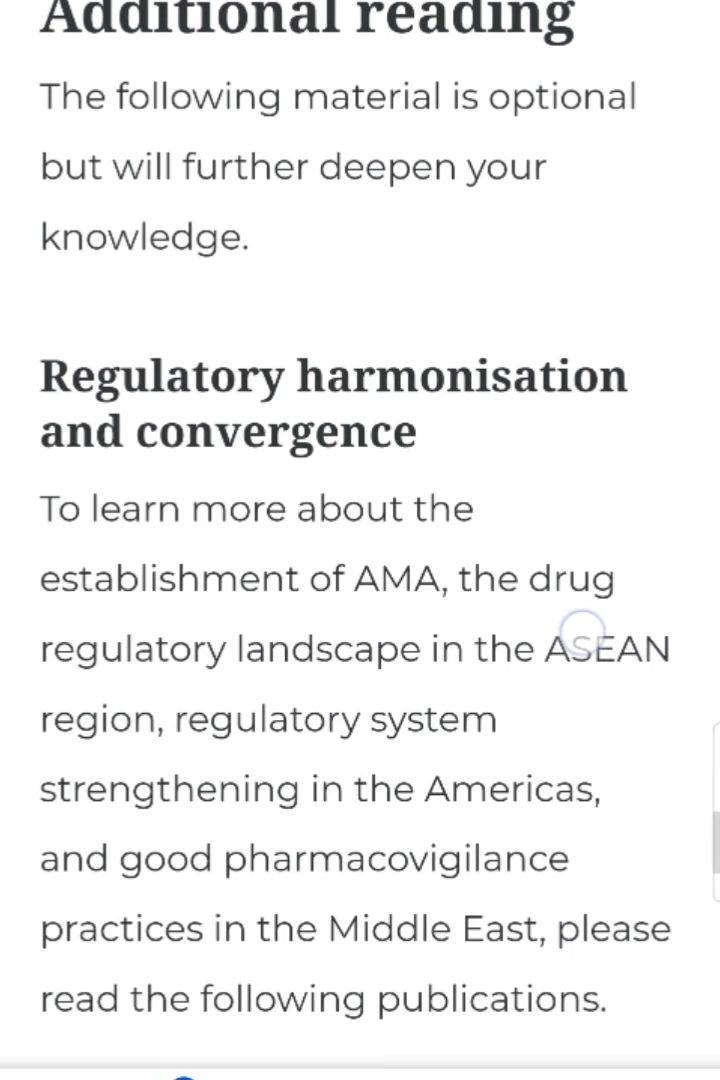 Additional reading
The following material is optional
but will further deepen your
knowledge.
Regulatory harmonisation
and convergence
To learn more about the
establishment of AMA, the drug
regulatory landscape in the ASEAN
region, regulatory system
strengthening in the Americas,
and good pharmacovigilance
practices in the Middle East, please
read the following publications.